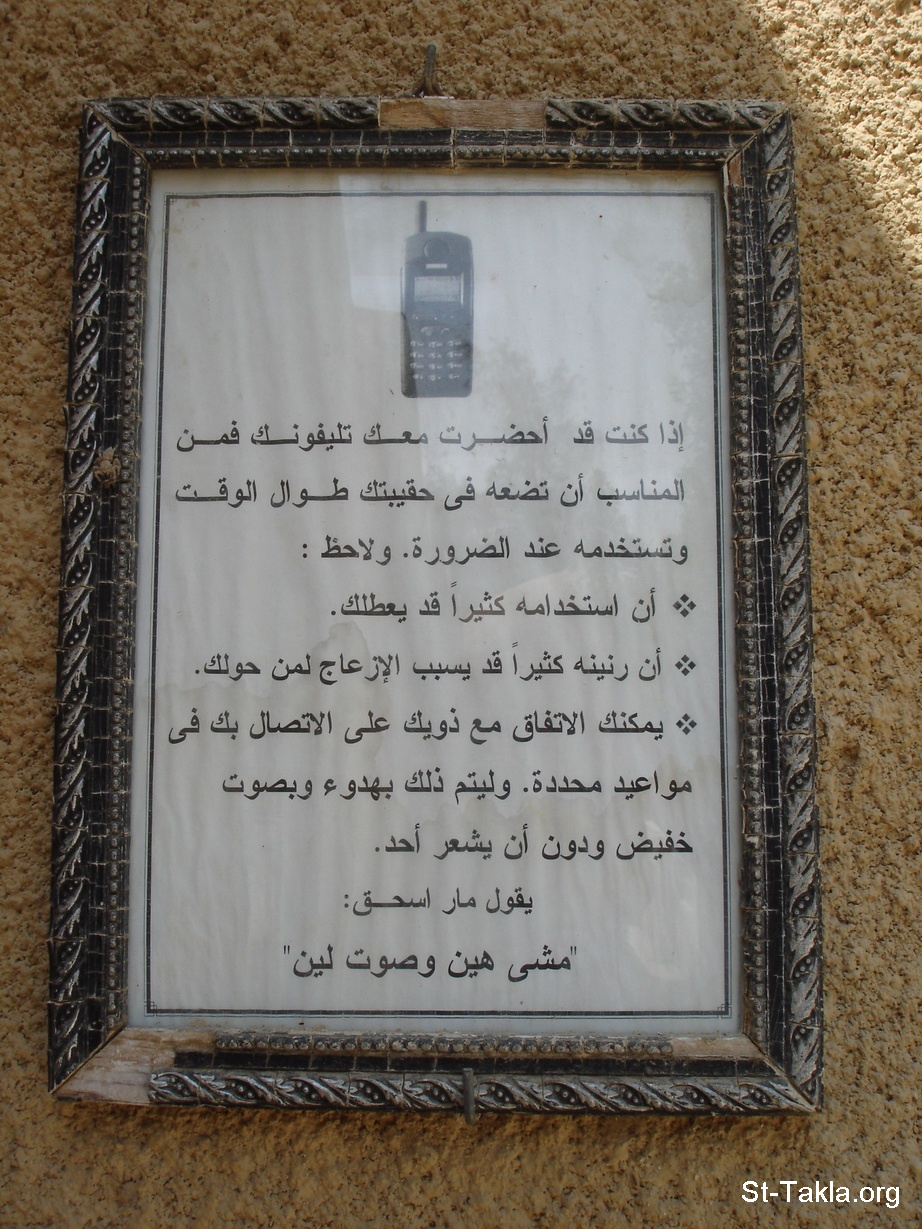 إذا كنت قد أحضرت معك تليفونك فمن
المناسب أن تضعه فى حقيبتك طوال الوقت
وتستخدمه عند الضرورة. ولاحظ :
❖ أن استخدامه كثيراً قد يعطلك.
❖ أن رنينه كثيراً قد يسبب الإزعاج لمن حولك.
❖ يمكنك الاتفاق مع ذويك على الاتصال بك فى
مواعيد محددة. وليتم ذلك بهدوء وبصوت
خفيض ودون أن يشعر أحد.
يقول مار اسحق:
"مشى هين وصوت لين"
St-Takla.org